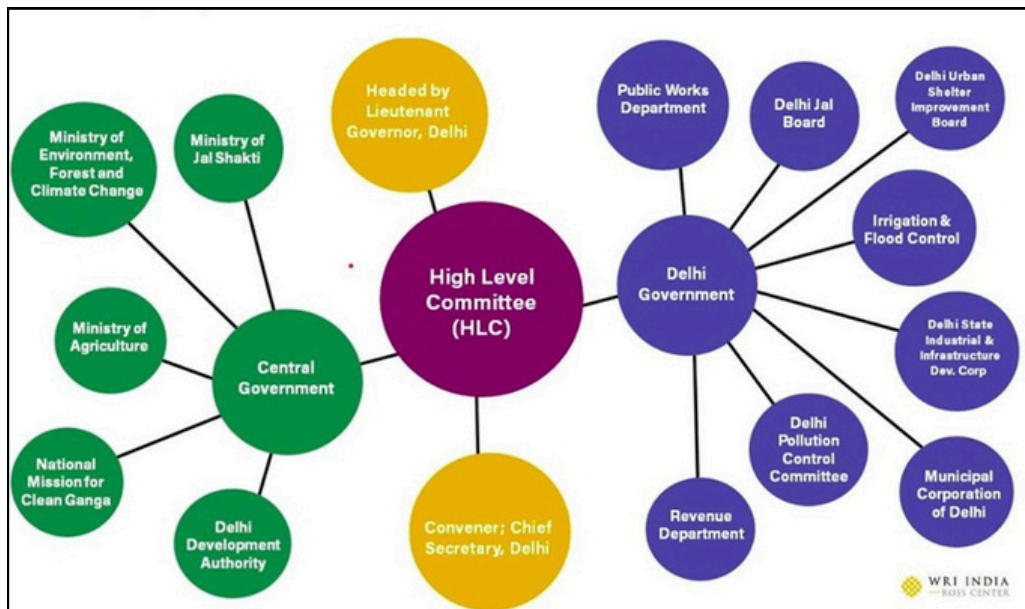 Headed by
Lieutenant
Governor, Delhi
Ministry of
Environment,
Forest and
Climate Change
Ministry of
Jal Shakti
Ministry of
Agriculture
National
Mission for
Clean Ganga
Delhi
Development
Authority
Central
Government
High Level
Committee
(HLC)
Convener; Chief
Secretary, Delhi
Delhi
Government
Public Works
Department
Delhi Jal
Board
Delhi Urban
Shelter
Improvement
Board
Irrigation &
Flood Control
Delhi State
Industrial &
Infrastructure
Dev. Corp
Municipal
Corporation
of Delhi
Delhi
Pollution
Control
Committee
Revenue
Department
WRI INDIA
ROSS CENTER